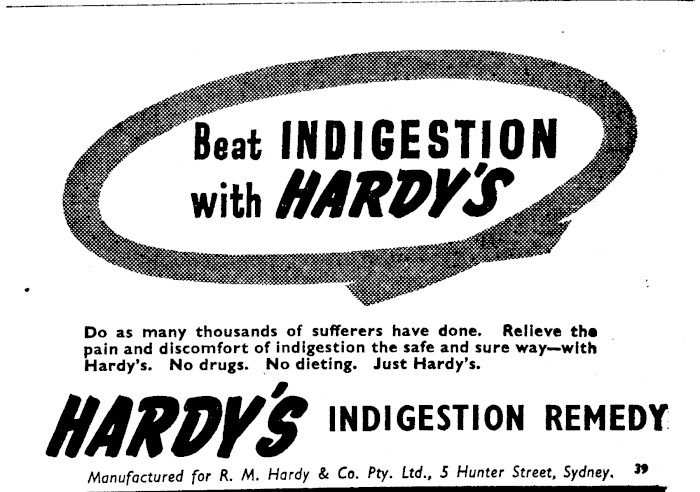 Beat INDIGESTION
with HARDY'S
Do as many thousands of sufferers have done. Relieve the
pain and discomfort of indigestion the safe and sure way—with
Hardy's. No drugs. No dieting. Just Hardy's.
HARDY'S INDIGESTION REMEDY
Manufactured for R. M. Hardy & Co. Pty. Ltd., 5 Hunter Street, Sydney. 39